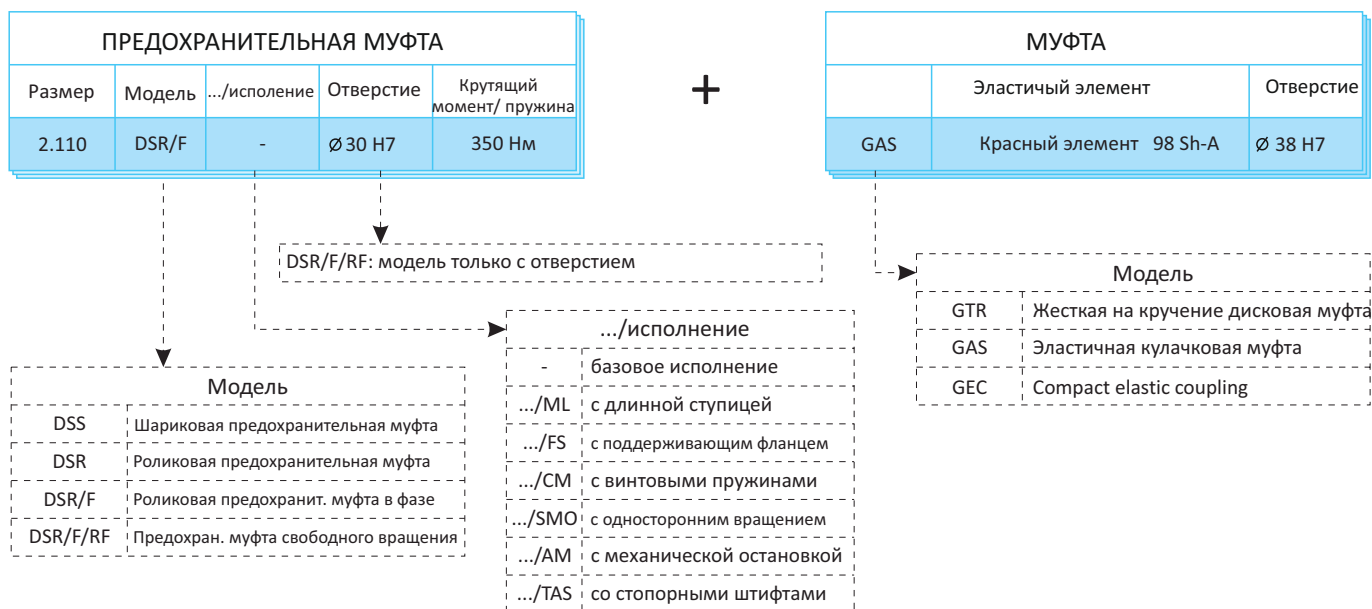 ПРЕДОХРАНИТЕЛЬНАЯ МУФТА
Размер Модель .../исполение Отверстие Крутящий момент/ пружина
2.110 DSR/F - Ø 30 H7 350 Нм
+
МУФТА
Эластичый элемент Отверстие
GAS Красный элемент 98 Sh-A Ø 38 H7
DSR/F/RF: модель только с отверстием
Модель
GTR Жесткая на кручение дисковая муфта
GAS Эластичная кулачковая муфта
GEC Compact elastic coupling
.../исполнение
- базовое исполнение
.../ML с длинной ступицей
.../FS с поддерживающим фланцем
.../CM с винтовыми пружинами
.../SMO с односторонним вращением
.../AM с механической остановкой
.../TAS со стопорными штифтами
Модель
DSS Шариковая предохранительная муфта
DSR Роликовая предохранительная муфта
DSR/F Роликовая предохранит. муфта в фазе
DSR/F/RF Предохран. муфта свободного вращения